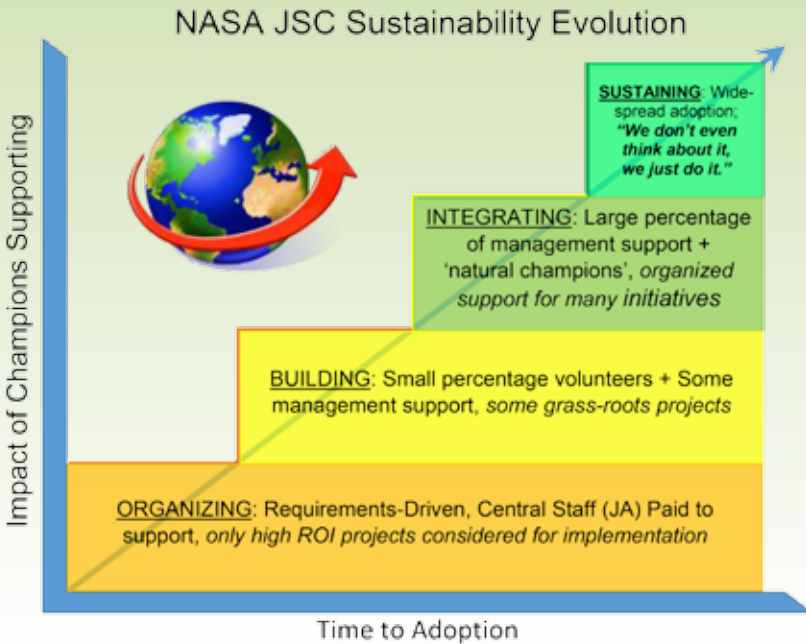 NASA JSC Sustainability Evolution
Impact of Champions Supporting
SUSTAINING: Wide-
spread adoption;
“We don’t even
think about it,
we just do it.”
INTEGRATING: Large percentage
of management support +
‘natural champions’, organized
support for many initiatives
BUILDING: Small percentage volunteers + Some
management support, some grass-roots projects
ORGANIZING: Requirements-Driven, Central Staff (JA) Paid to
support, only high ROI projects considered for implementation
Time to Adoption